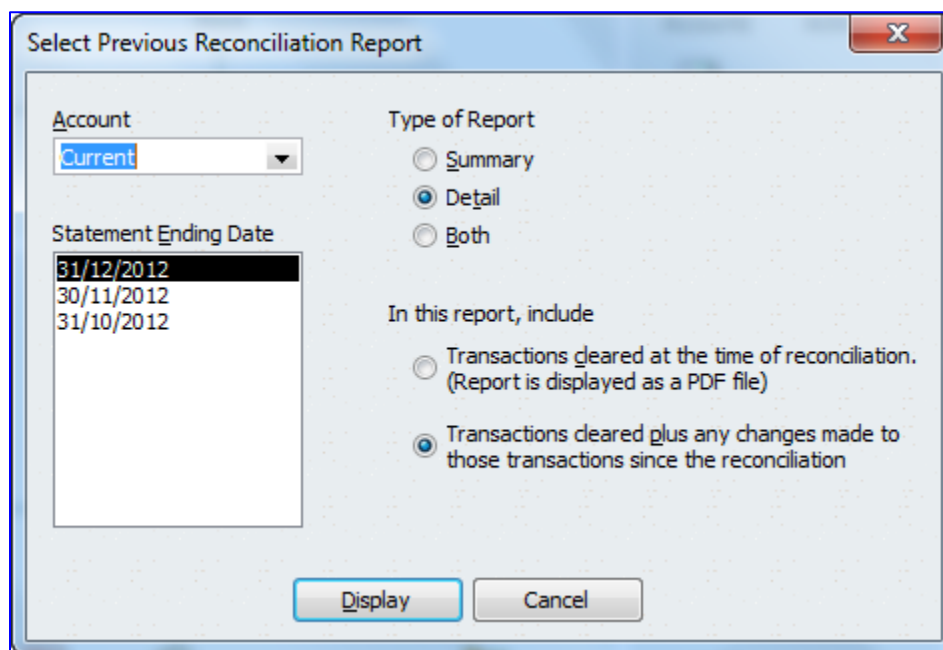 Select Previous Reconciliation Report
Account
Current
Statement Ending Date
31/12/2012
30/11/2012
31/10/2012
Type of Report
Summary
Detail
Both
In this report, include
Transactions cleared at the time of reconciliation.
(Report is displayed as a PDF file)
Transactions cleared plus any changes made to
those transactions since the reconciliation
Display
Cancel